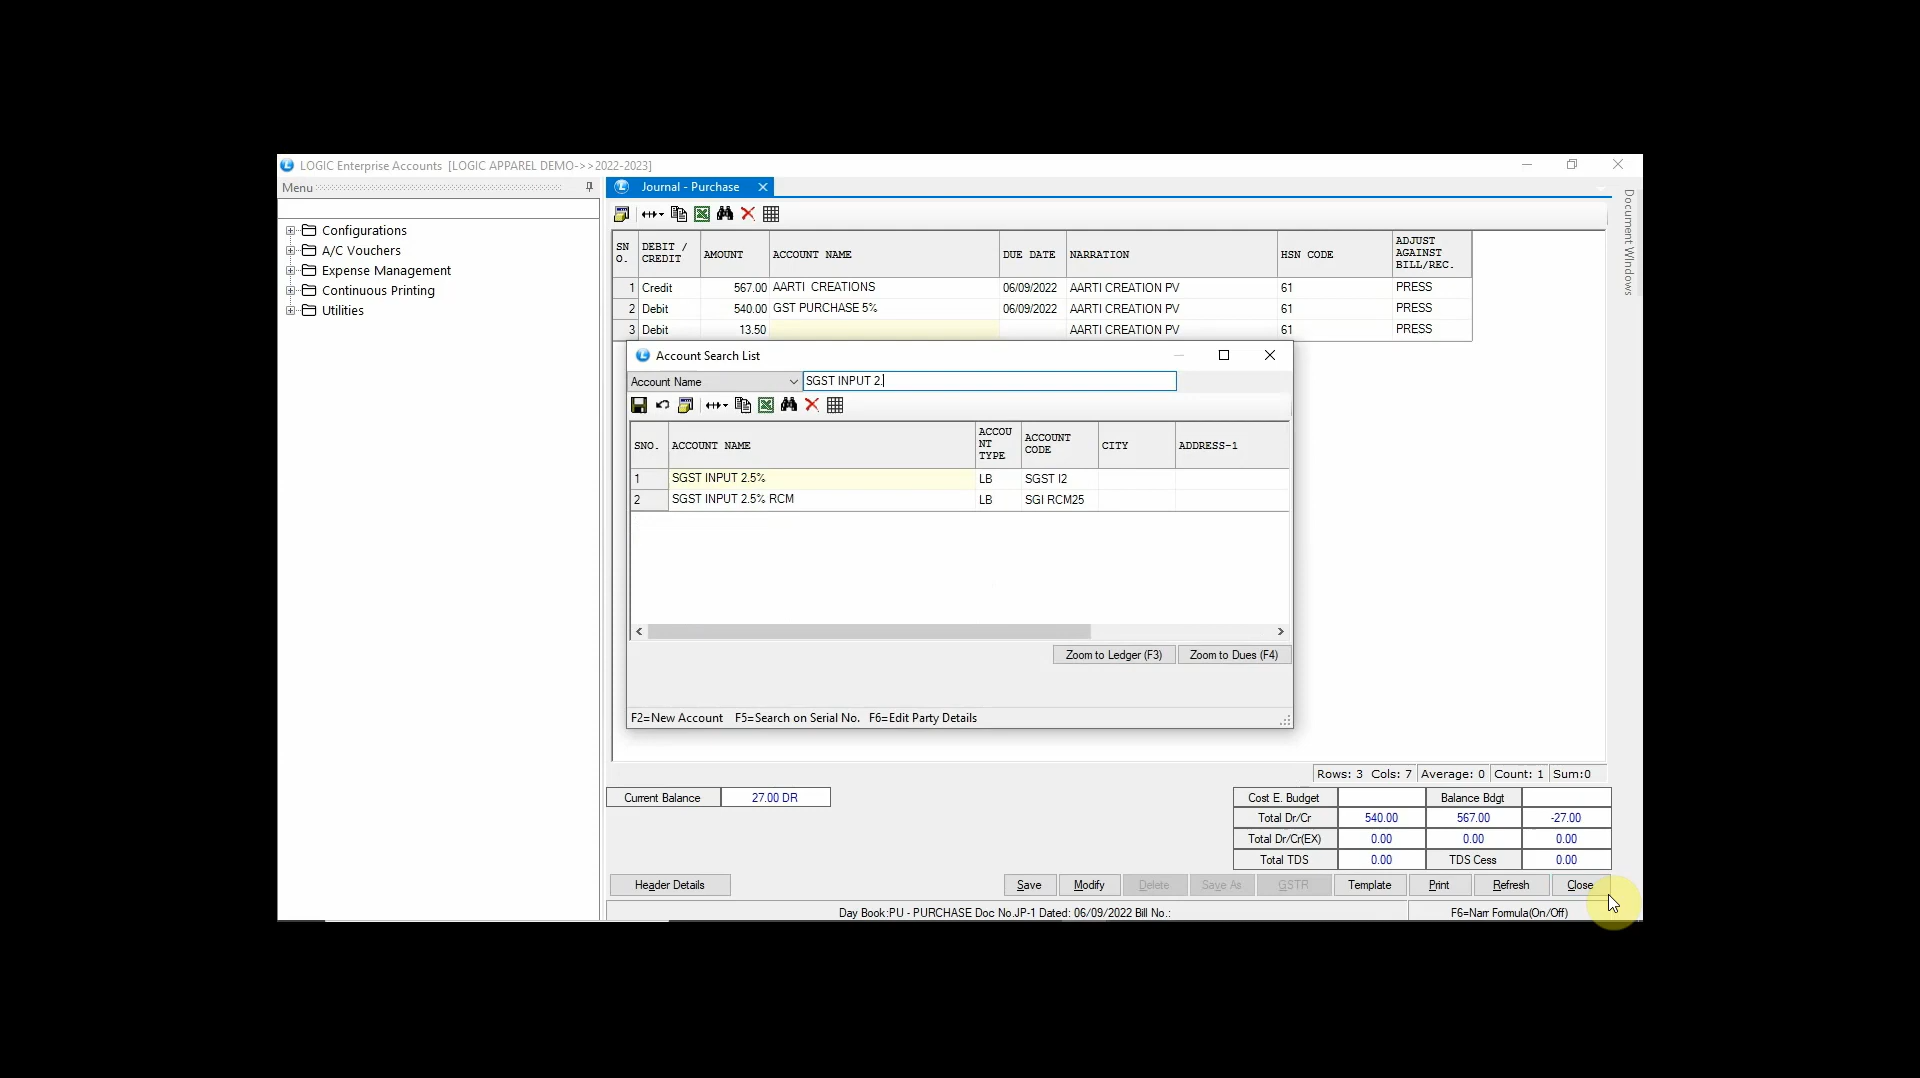 LOGIC Enterprise Accounts [LOGIC APPAREL DEMO->>2022-2023]
Menu
Journal - Purchase
Document Windows
Configurations
A/C Vouchers
Expense Management
Continuous Printing
Utilities
SN O. DEBIT / CREDIT AMOUNT ACCOUNT NAME DUE DATE NARRATION HSN CODE ADJUST AGAINST BILL/REC.
1 Credit 567.00 AARTI CREATIONS 06/09/2022 AARTI CREATION PV 61 PRESS
2 Debit 540.00 GST PURCHASE 5% 06/09/2022 AARTI CREATION PV 61 PRESS
3 Debit 13.50 AARTI CREATION PV 61 PRESS
Account Search List
Account Name SGST INPUT 2.
SNO. ACCOUNT NAME ACCOU NT TYPE ACCOUNT CODE CITY ADDRESS-1
1 SGST INPUT 2.5% LB SGST I2
2 SGST INPUT 2.5% RCM LB SGI RCM25
Zoom to Ledger (F3) Zoom to Dues (F4)
F2=New Account F5=Search on Serial No. F6=Edit Party Details
Rows: 3 Cols: 7 Average: 0 Count: 1 Sum:0
Current Balance 27.00 DR
Cost E. Budget Balance Bdgt
Total Dr/Cr 540.00 567.00 -27.00
Total Dr/Cr(EX) 0.00 0.00 0.00
Total TDS 0.00 TDS Cess 0.00
Header Details Save Modify Delete Save As GSTR Template Print Refresh Close
Day Book:PU - PURCHASE Doc No.JP-1 Dated: 06/09/2022 Bill No.: F6=Narr Formula(On/Off)